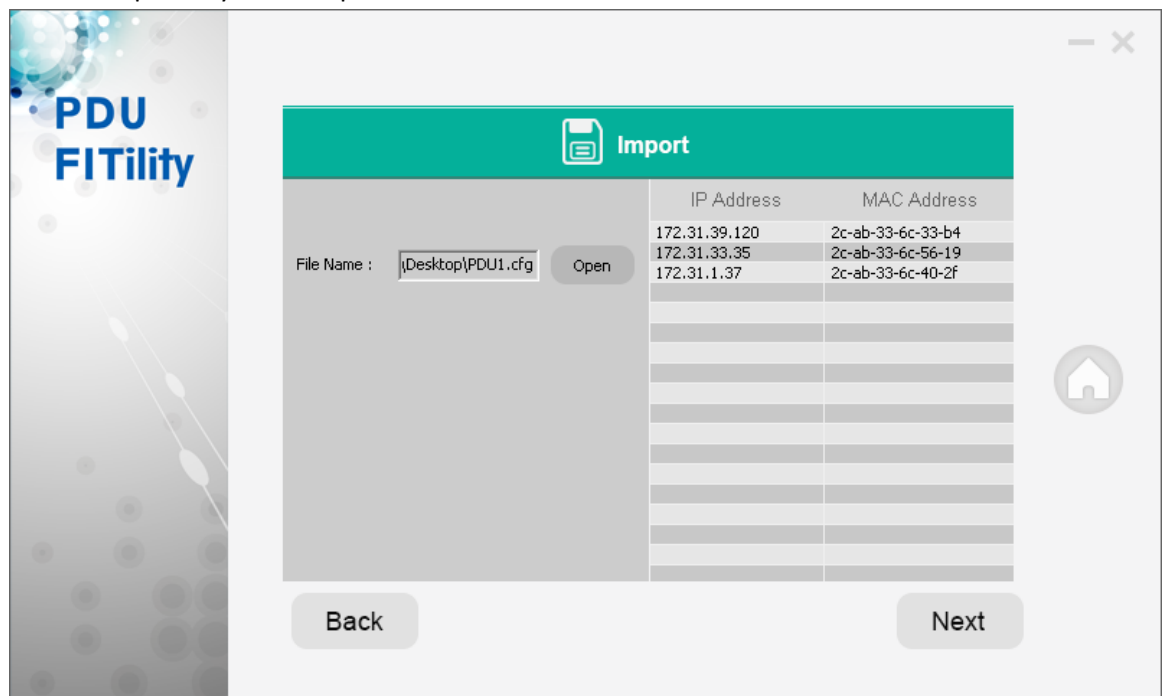 PDU
FITility
Import
IP Address MAC Address
172.31.39.120 2c-ab-33-6c-33-b4
172.31.33.35 2c-ab-33-6c-56-19
172.31.1.37 2c-ab-33-6c-40-2f
File Name : \Desktop\PDU1.cfg Open
Back Next